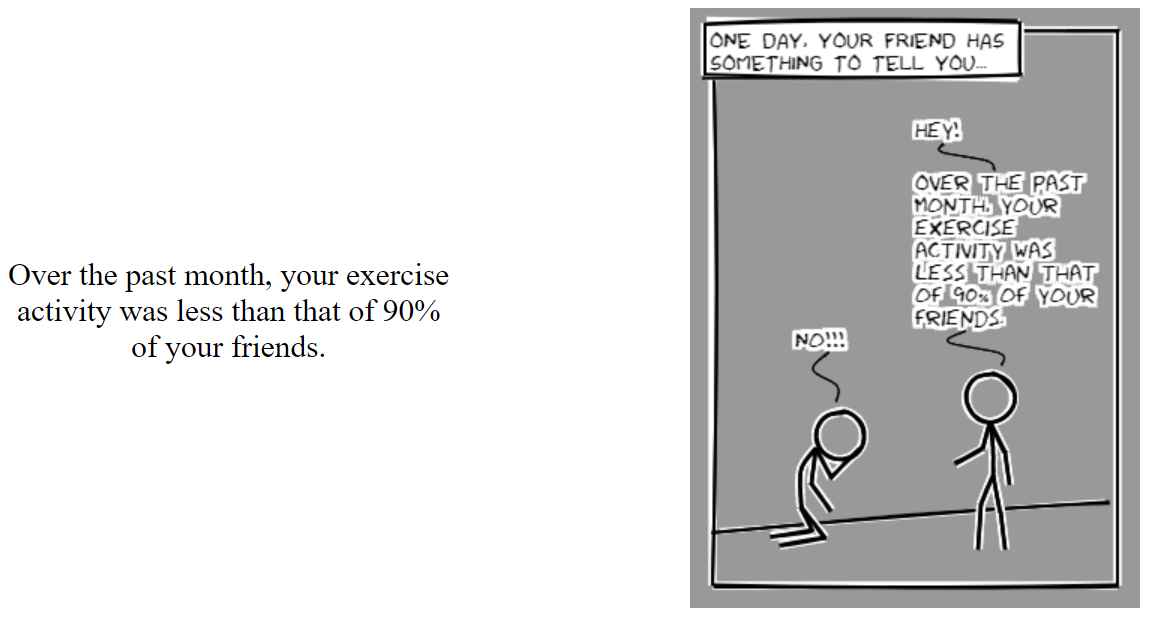 Over the past month, your exercise
activity was less than that of 90%
of your friends.
ONE DAY, YOUR FRIEND HAS
SOMETHING TO TELL YOU...
HEY!
OVER THE PAST
MONTH, YOUR
EXERCISE
ACTIVITY WAS
LESS THAN THAT
OF 90% OF YOUR
FRIENDS.
NO!!!